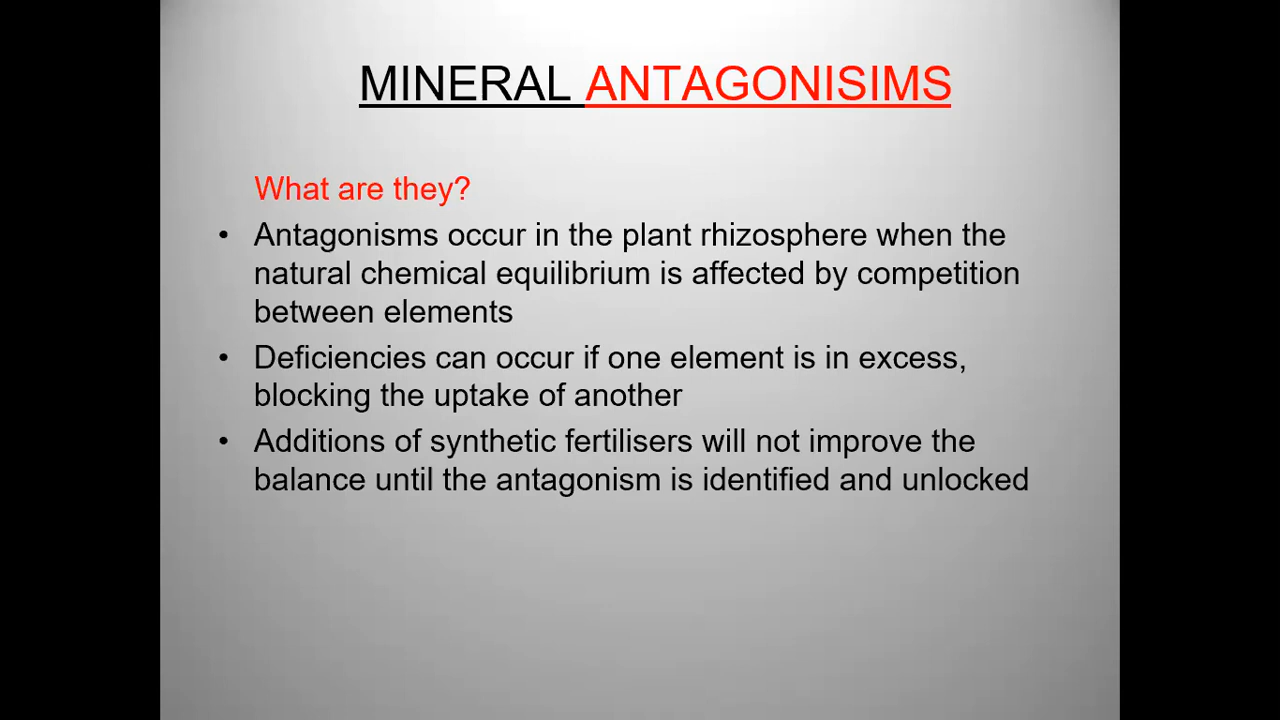 MINERAL ANTAGONISIMS
What are they?
• Antagonisms occur in the plant rhizosphere when the
natural chemical equilibrium is affected by competition
between elements
• Deficiencies can occur if one element is in excess,
blocking the uptake of another
• Additions of synthetic fertilisers will not improve the
balance until the antagonism is identified and unlocked